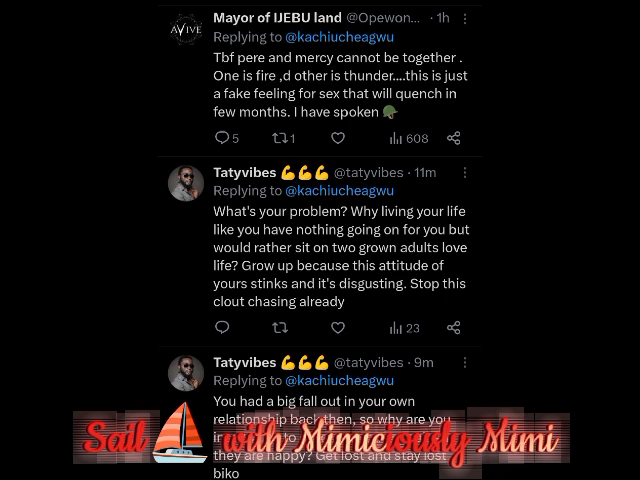 AVIVE
Mayor of IJEBU land @Opewon... · 1h
Replying to @kachiucheagwu
Tbf pere and mercy cannot be together .
One is fire ,d other is thunder....this is just
a fake feeling for sex that will quench in
few months. I have spoken 🪖
5 1 608
Tatyvibes 💪💪💪 @tatyvibes · 11m
Replying to @kachiucheagwu
What's your problem? Why living your life
like you have nothing going on for you but
would rather sit on two grown adults love
life? Grow up because this attitude of
yours stinks and it's disgusting. Stop this
clout chasing already
23
Tatyvibes 💪💪💪 @tatyvibes · 9m
Replying to @kachiucheagwu
You had a big fall out in your own
relationship back then, so why are you
to
they are happy? Get lost and stay lost
biko
Sail with Mimiciously Mimi